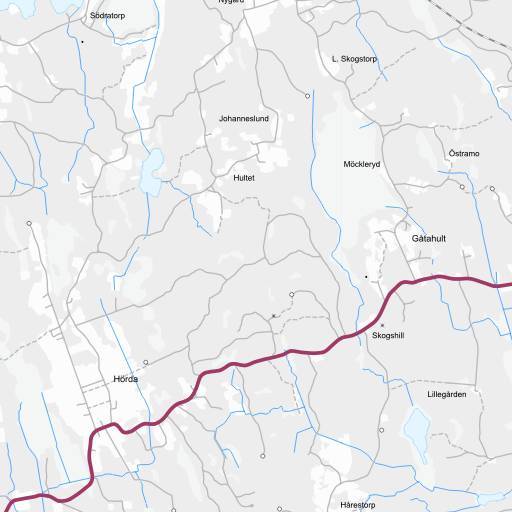 Nygård
Södratorp
L. Skogstorp
Johanneslund
Östramo
Möckleryd
Hultet
Gåtahult
Skogshill
Hörda
Lillegården
Hårestorp